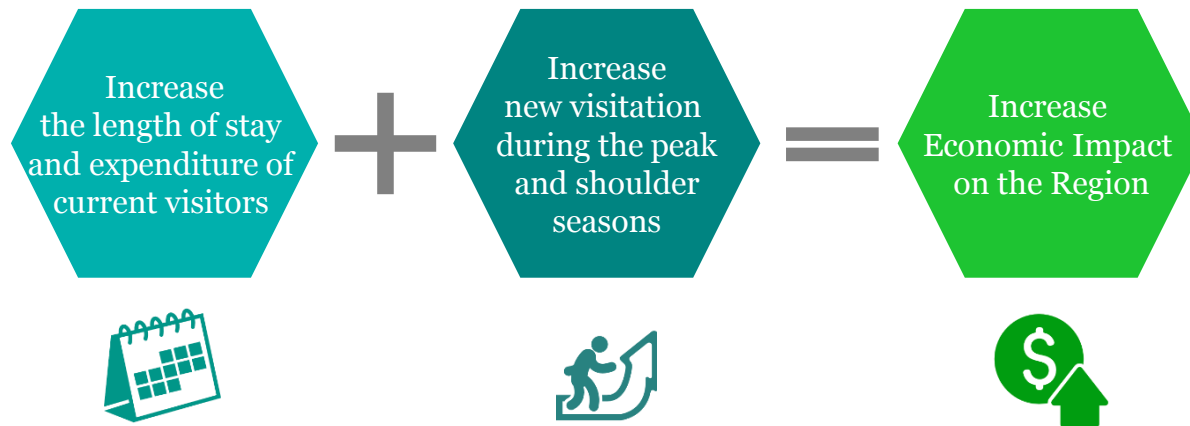 Increase
the length of stay
and expenditure of
current visitors
+
Increase
new visitation
during the peak
and shoulder
seasons
=
Increase
Economic Impact
on the Region
$